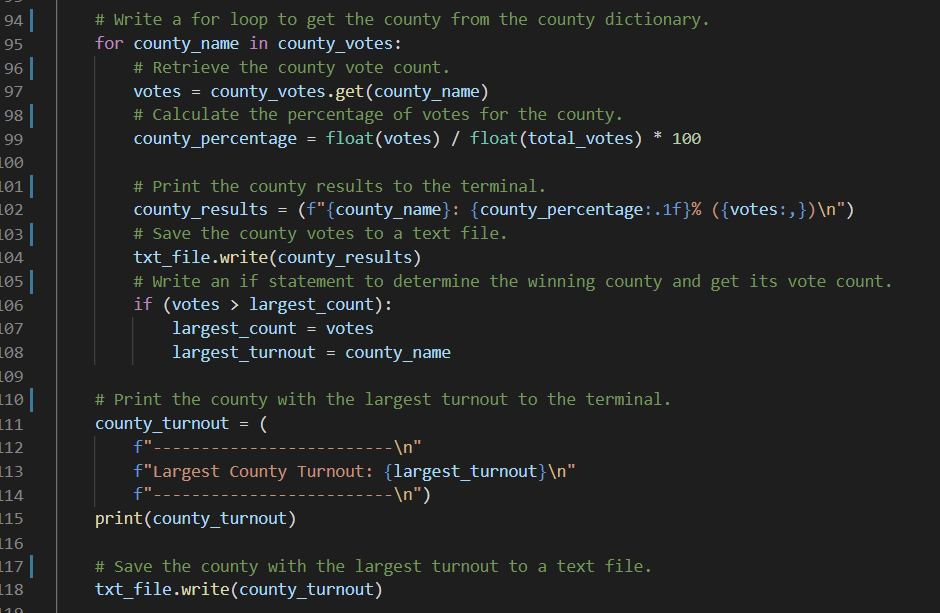 94 # Write a for loop to get the county from the county dictionary.
95 for county_name in county_votes:
96 # Retrieve the county vote count.
97 votes = county_votes.get(county_name)
98 # Calculate the percentage of votes for the county.
99 county_percentage = float(votes) / float(total_votes) * 100
100
101 # Print the county results to the terminal.
102 county_results = (f"{county_name}: {county_percentage:.1f}% ({votes:,})\n")
103 # Save the county votes to a text file.
104 txt_file.write(county_results)
105 # Write an if statement to determine the winning county and get its vote count.
106 if (votes > largest_count):
107 largest_count = votes
108 largest_turnout = county_name
109
110 # Print the county with the largest turnout to the terminal.
111 county_turnout = (
112 f"-------------------------\n"
113 f"Largest County Turnout: {largest_turnout}\n"
114 f"-------------------------\n")
115 print(county_turnout)
116
117 # Save the county with the largest turnout to a text file.
118 txt_file.write(county_turnout)